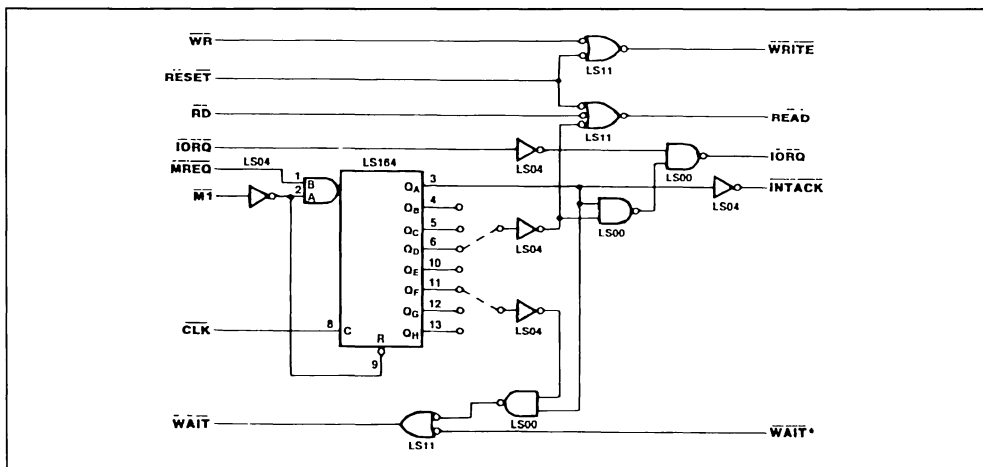 WR
WRITE
LS11
RESET
RD
READ
LS11
IORQ
LS04
IORQ
LS00
LS04
LS164
MREQ
1
B
2
A
M1
QA
3
INTACK
LS04
QB
4
QC
5
LS00
QD
6
LS04
QE
10
QF
11
QG
12
LS04
QH
13
CLK
8
C
R
9
WAIT
LS00
LS11
WAIT*